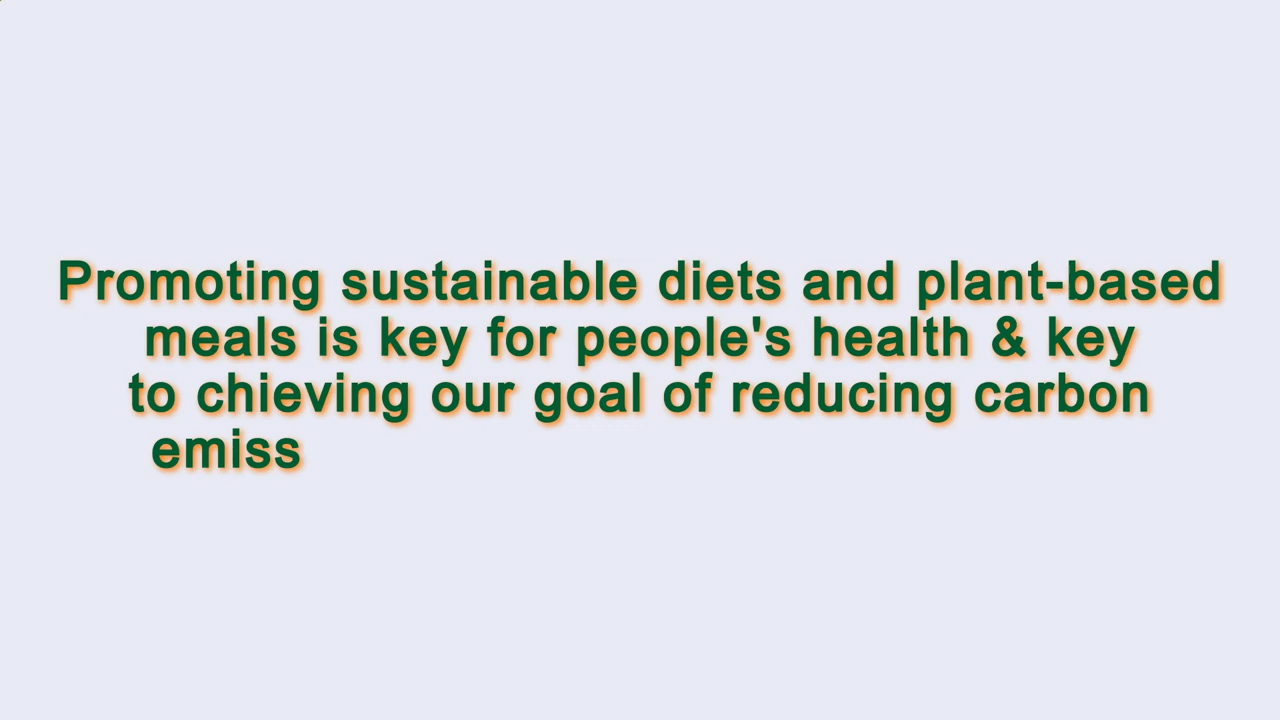 Promoting sustainable diets and plant-based
meals is key for people's health & key
to chieving our goal of reducing carbon
emiss